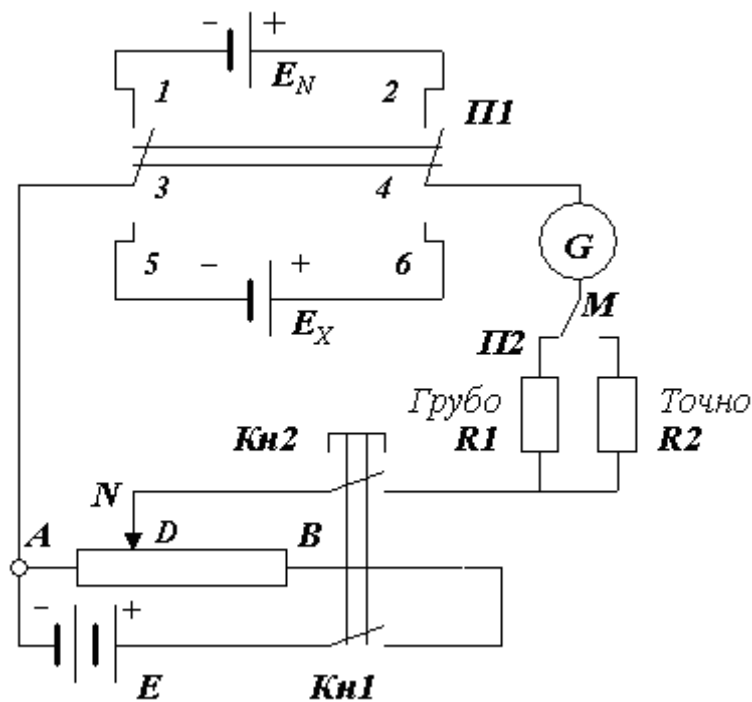 − +
E_N
1 2
П1
3 4
G
5 − + 6
E_X
M
П2
Грубо Точно
R1 R2
Кн2
N
A D B
− +
E Кн1